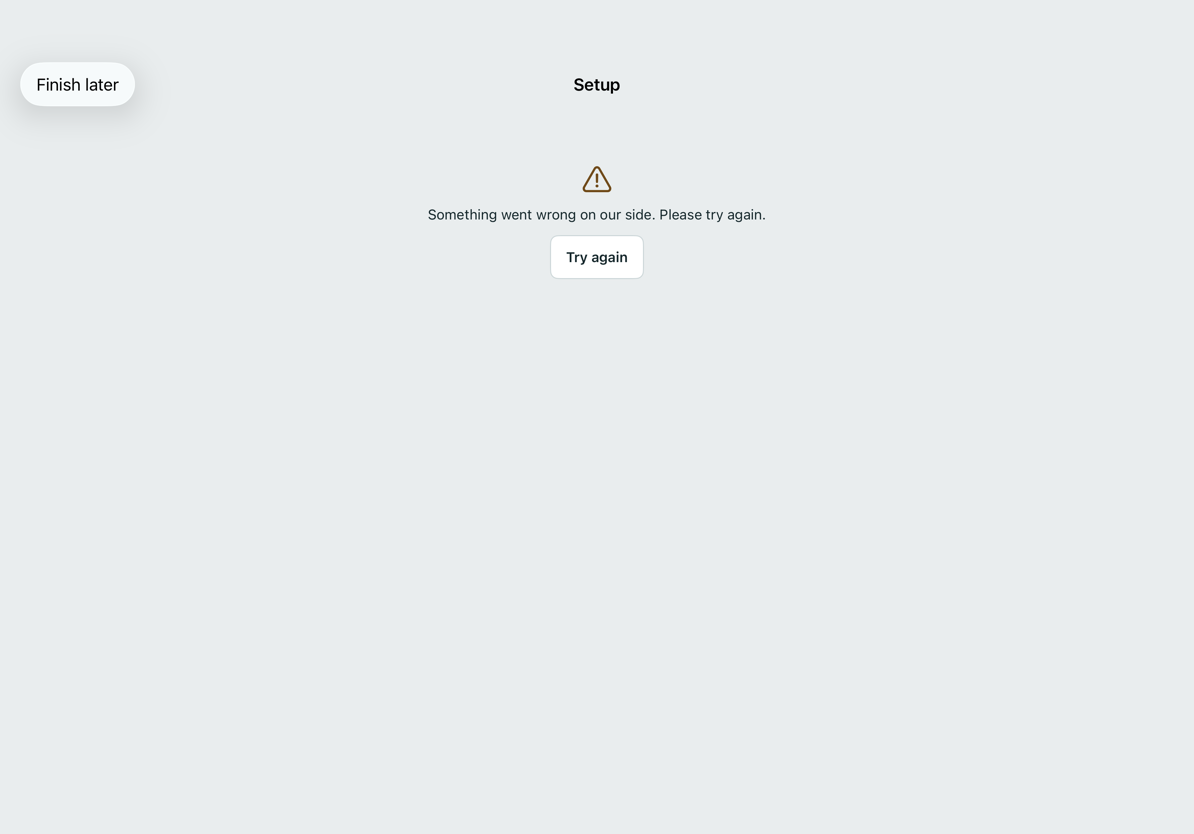 Finish later
Setup
Something went wrong on our side. Please try again.
Try again